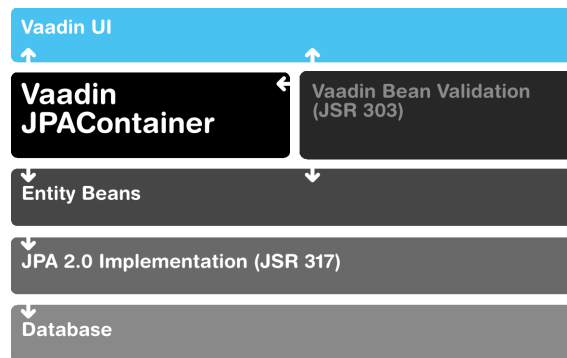 Vaadin UI
Vaadin
JPAContainer
Vaadin Bean Validation
(JSR 303)
Entity Beans
JPA 2.0 Implementation (JSR 317)
Database